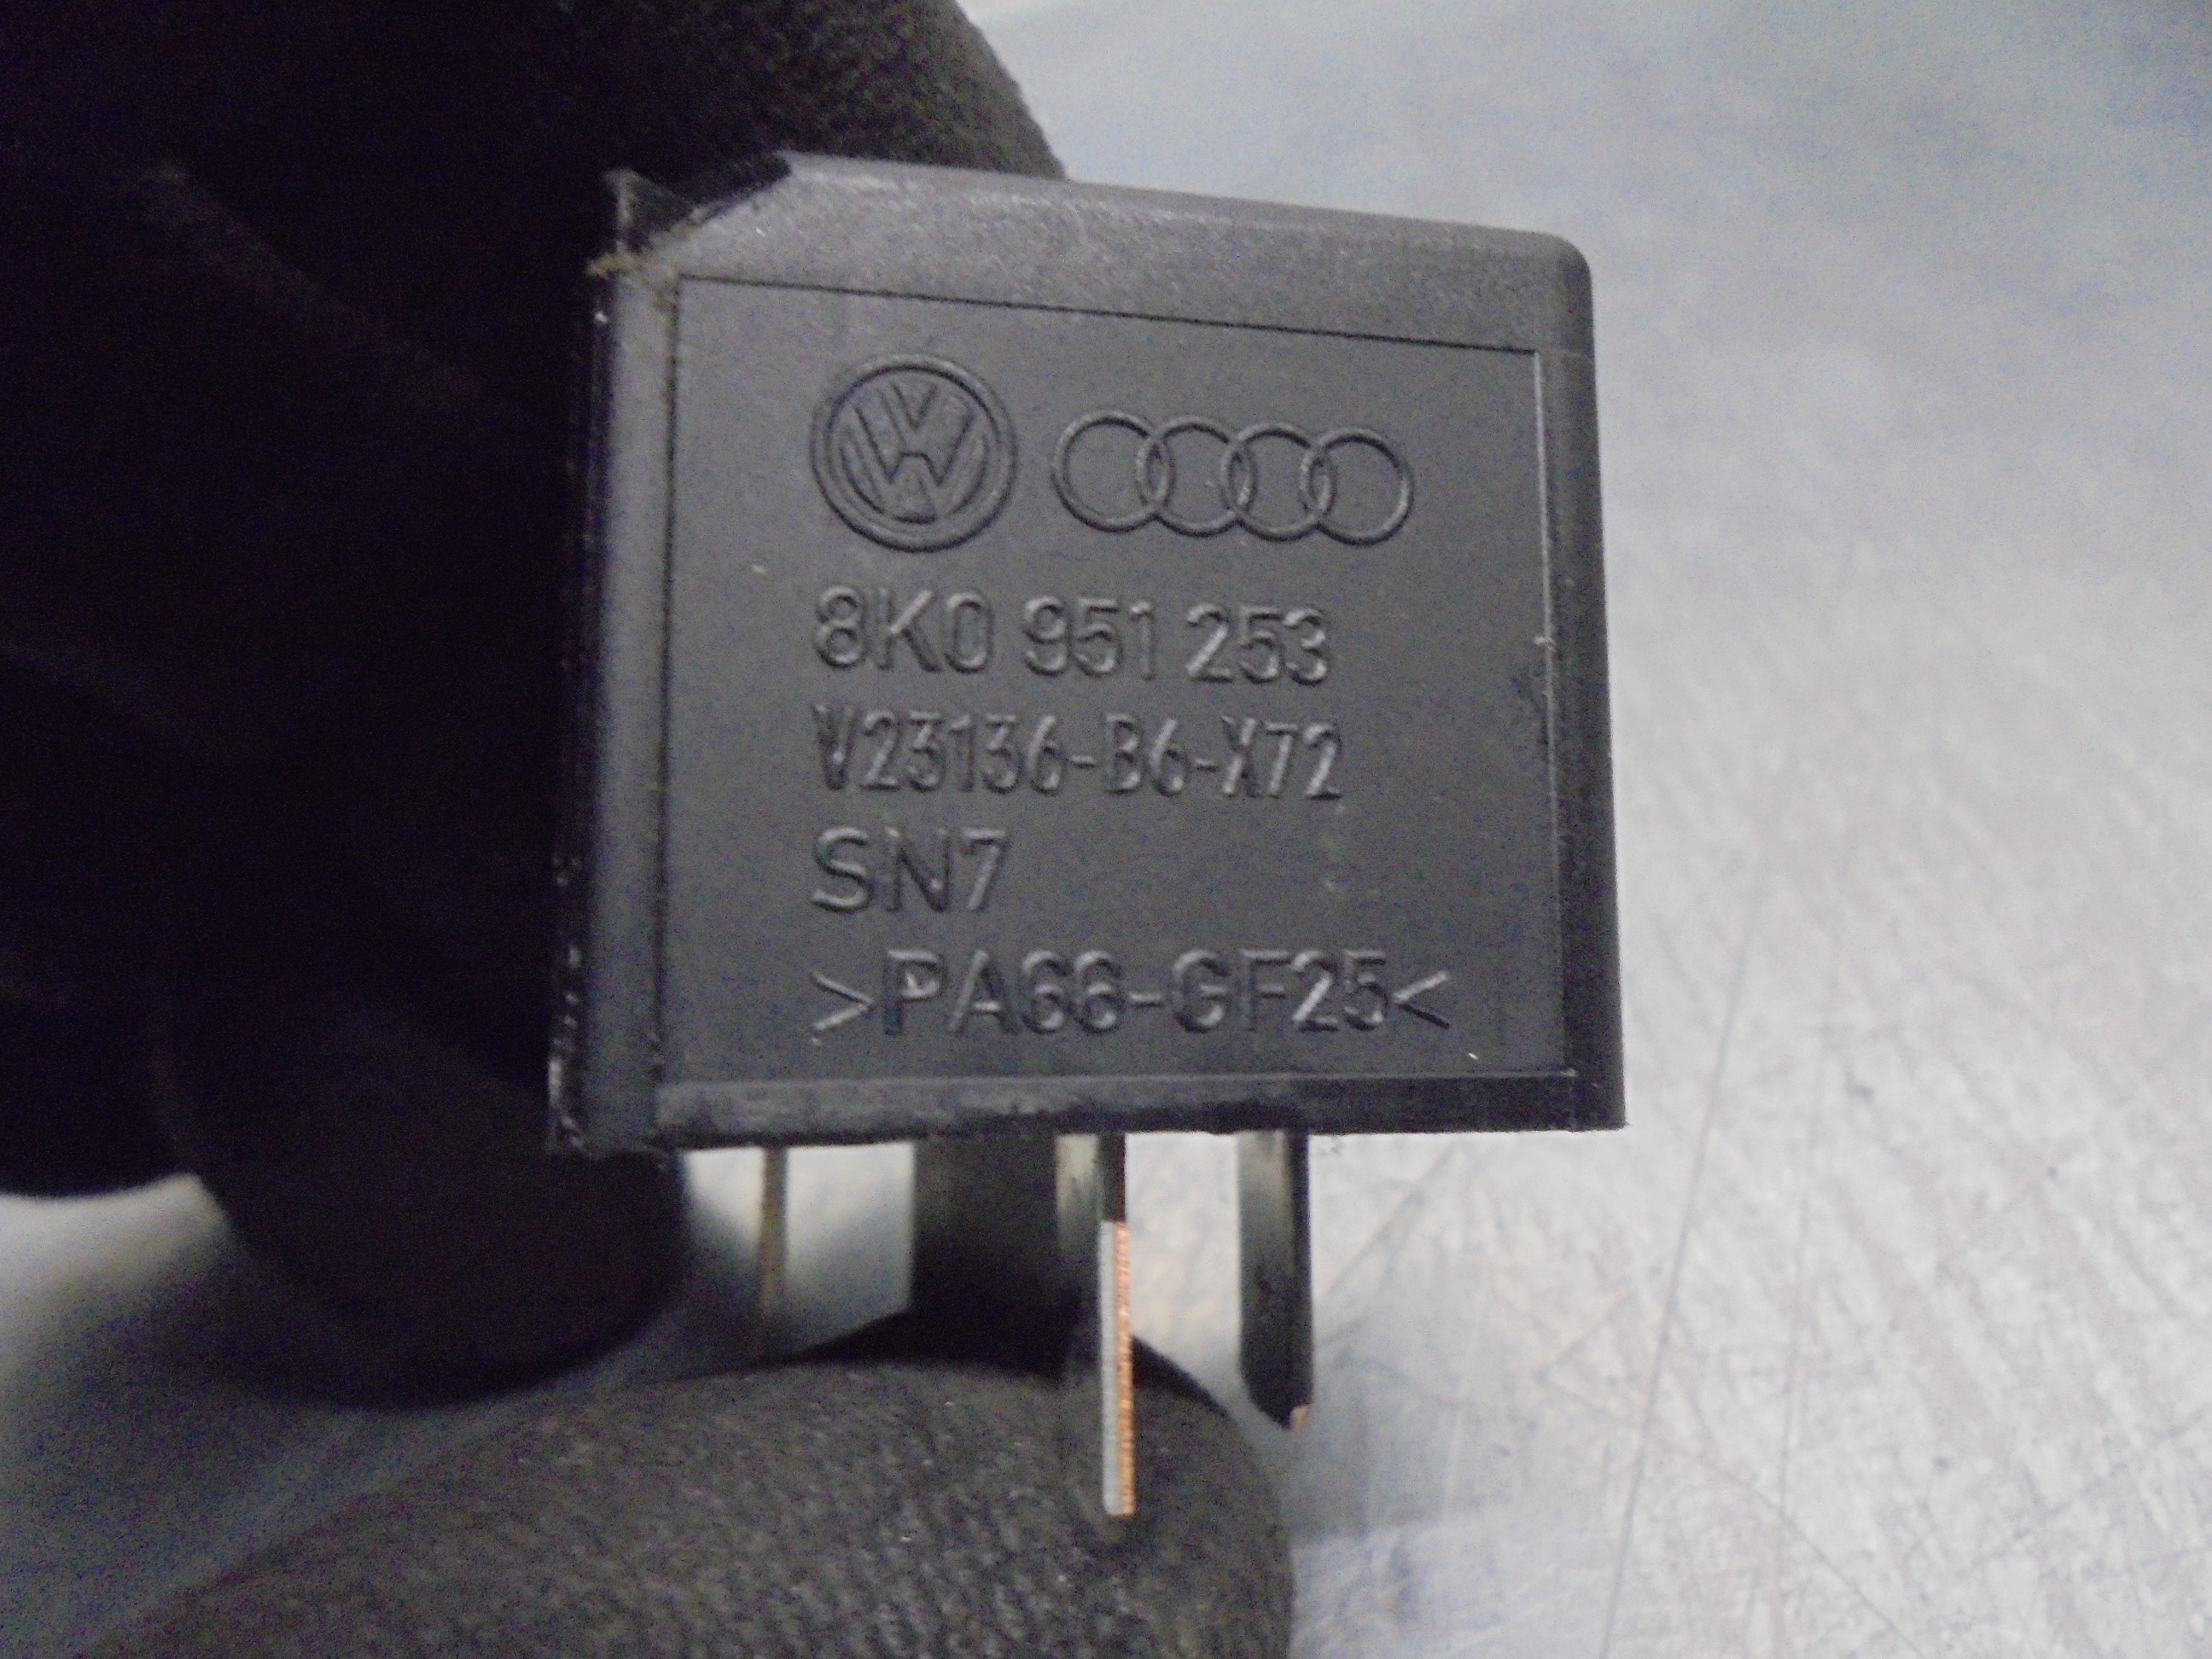 8K0 951 253
V23136-B6-X72
SN7
>PA66-GF25<